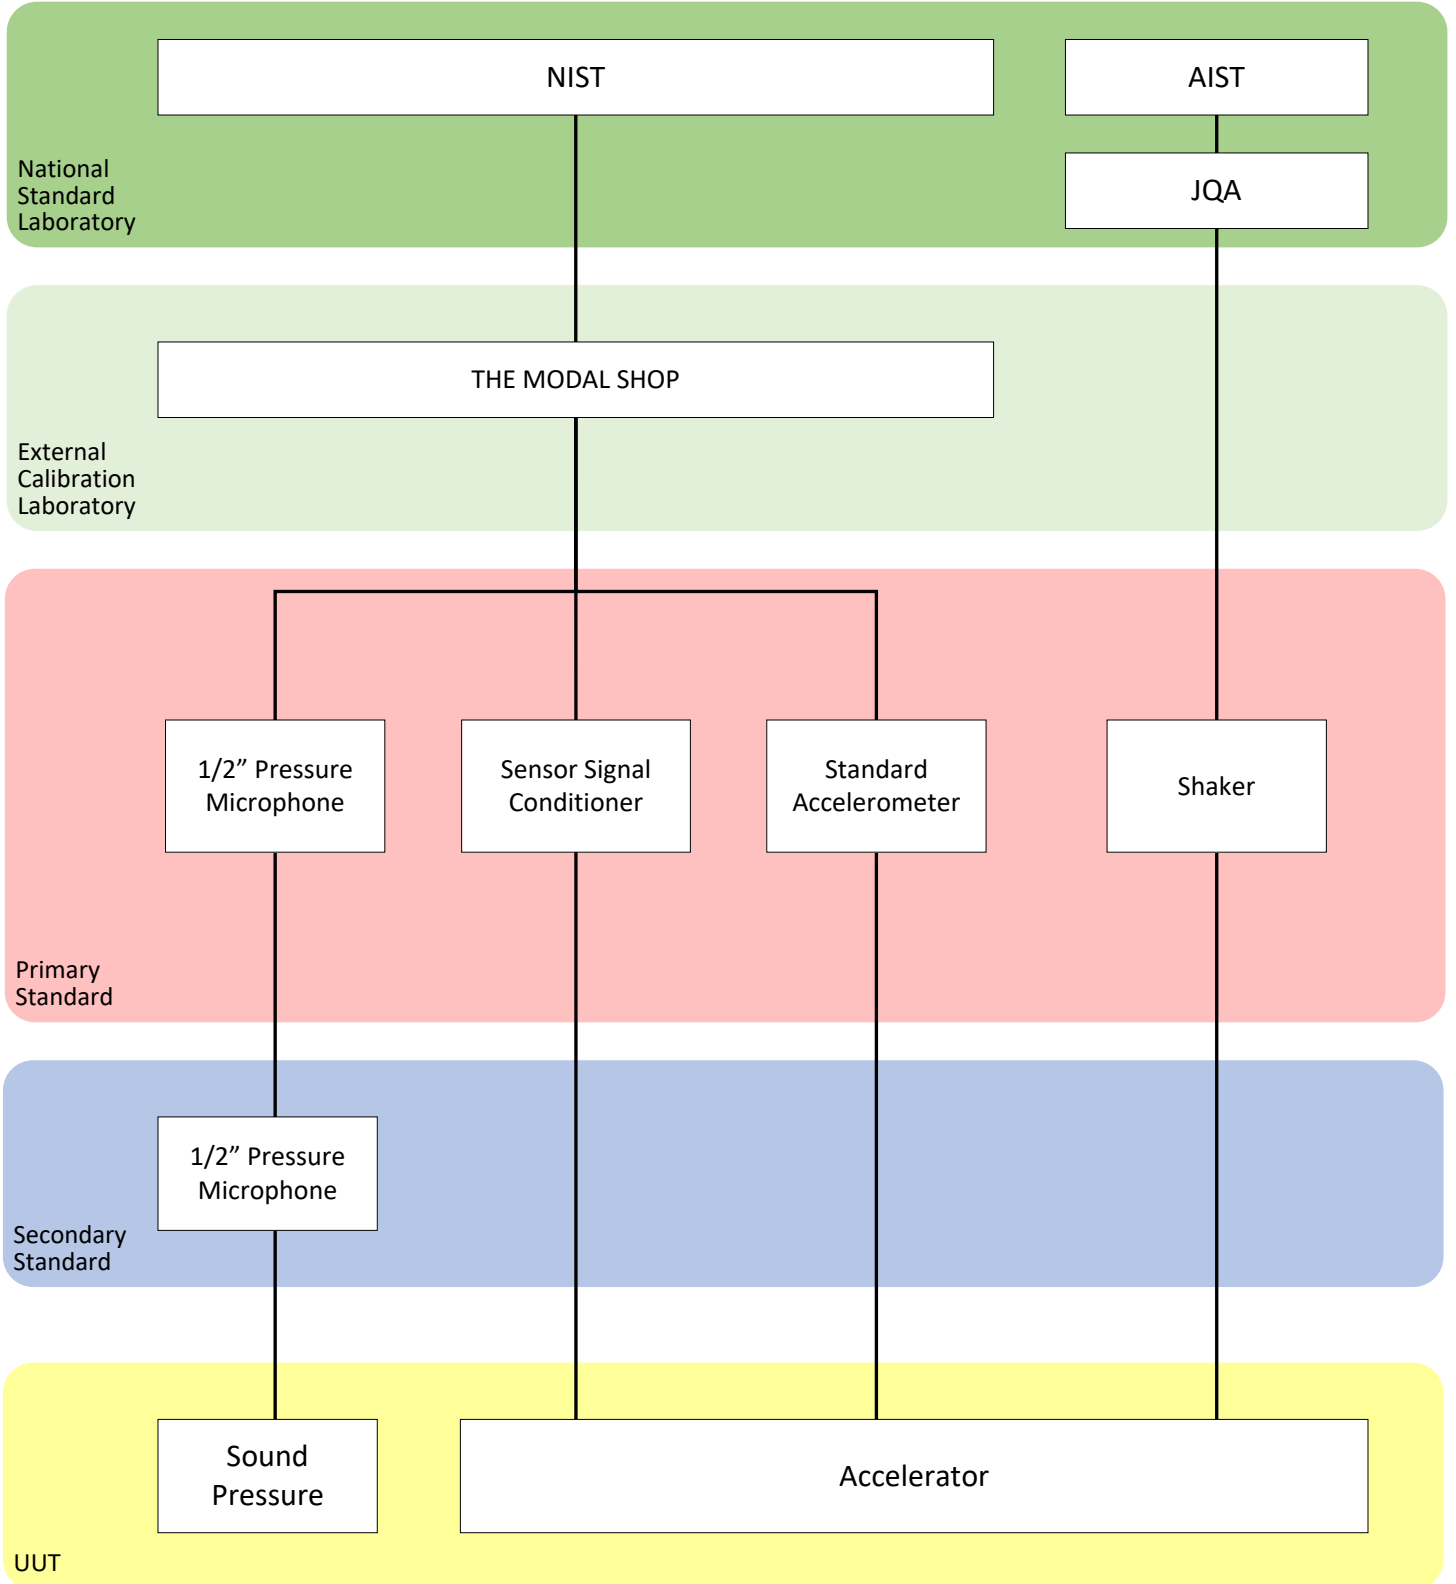 NIST
AIST
JQA
National
Standard
Laboratory
THE MODAL SHOP
External
Calibration
Laboratory
1/2” Pressure
Microphone
Sensor Signal
Conditioner
Standard
Accelerometer
Shaker
Primary
Standard
1/2” Pressure
Microphone
Secondary
Standard
Sound
Pressure
Accelerator
UUT